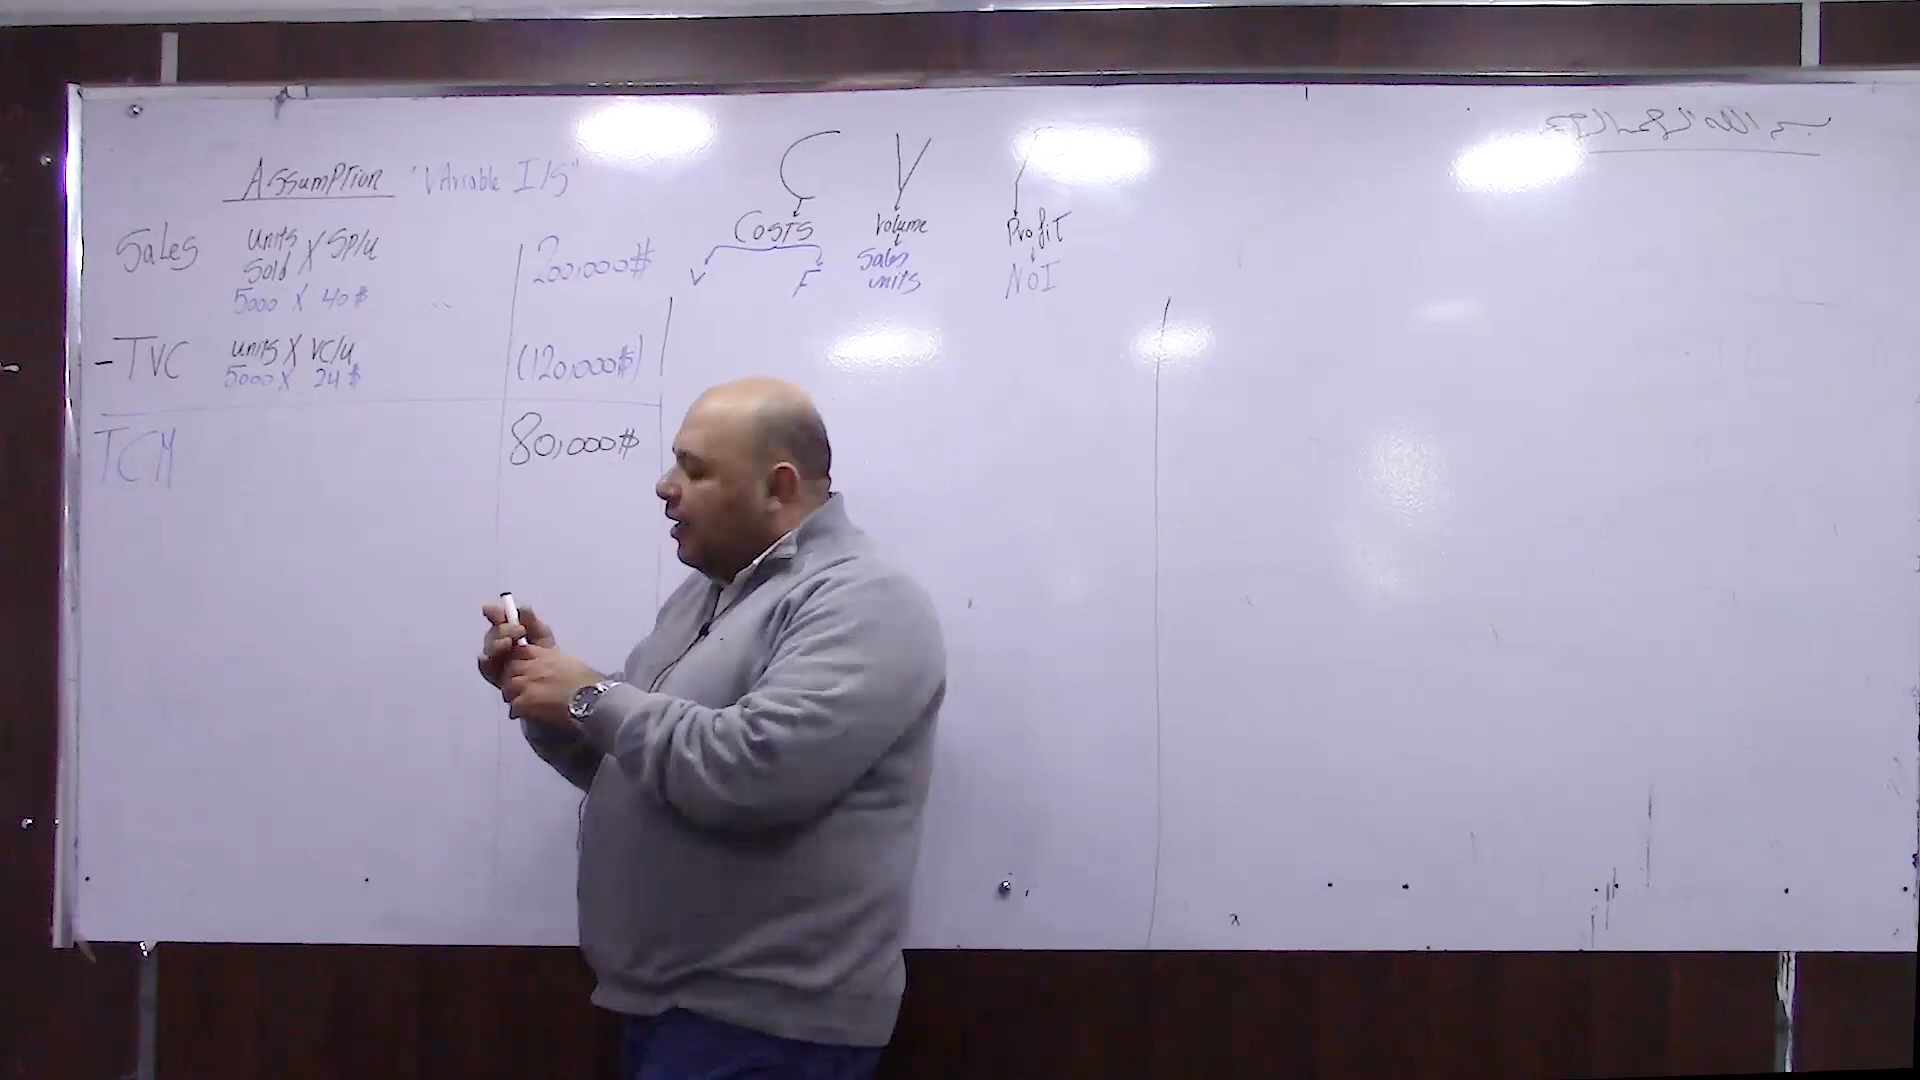 بسم الله الرحمن الرحيم
C V P
Assumption "Variable I/S"
Costs Volume Profit
V F Sales units NOI
Sales Units Sold X SP/u 200,000$
5000 X 40$
- TVC units X VC/u (120,000$)
5000 X 24$
TCM 80,000$